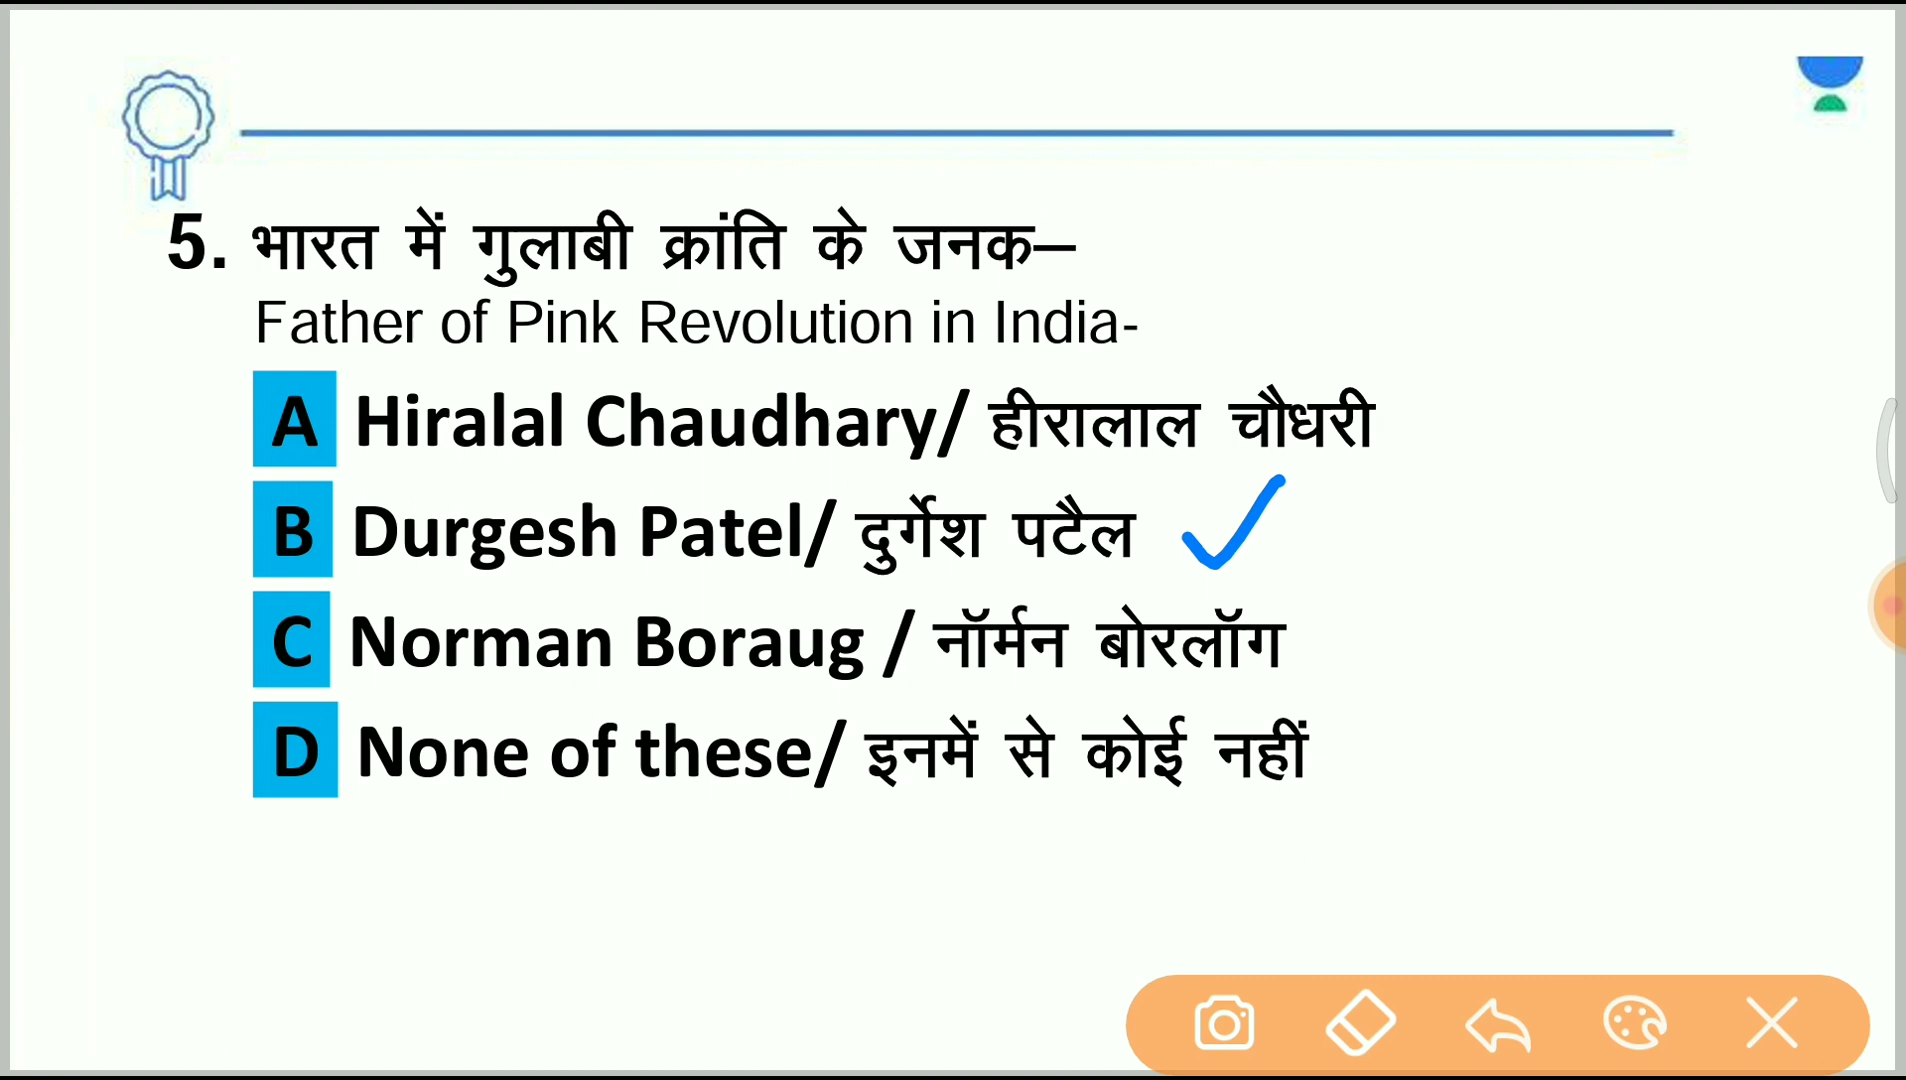 5. भारत में गुलाबी क्रांति के जनक–
Father of Pink Revolution in India-
A Hiralal Chaudhary/ हीरालाल चौधरी
B Durgesh Patel/ दुर्गेश पटैल
C Norman Boraug / नॉर्मन बोरलॉग
D None of these/ इनमें से कोई नहीं